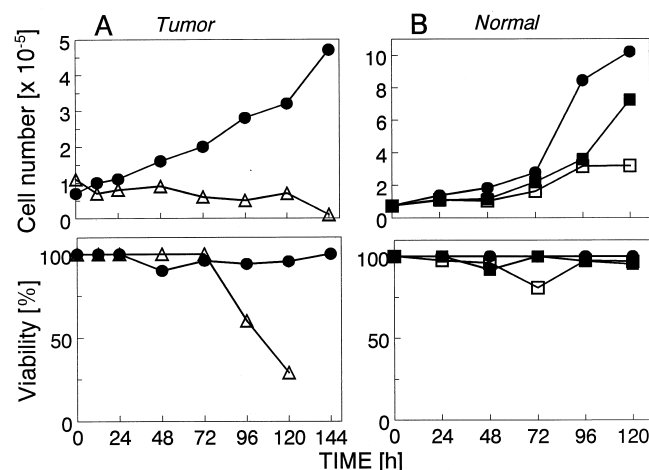 A Tumor
B Normal
Cell number [x 10-5]
5
4
3
2
1
0
10
8
6
4
2
0
Viability [%]
100
50
0
100
50
0
0 24 48 72 96 120 144
0 24 48 72 96 120
TIME [h]